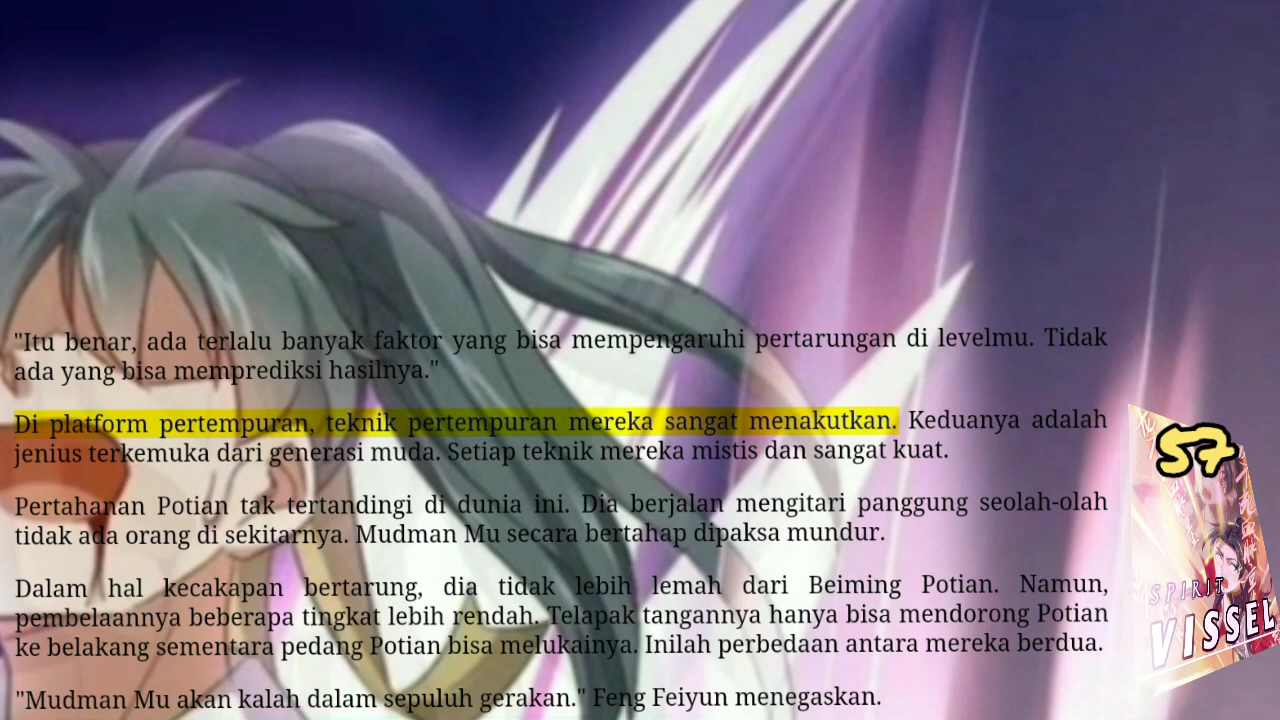 "Itu benar, ada terlalu banyak faktor yang bisa mempengaruhi pertarungan di levelmu. Tidak
ada yang bisa memprediksi hasilnya."
Di platform pertempuran, teknik pertempuran mereka sangat menakutkan. Keduanya adalah
jenius terkemuka dari generasi muda. Setiap teknik mereka mistis dan sangat kuat.
Pertahanan Potian tak tertandingi di dunia ini. Dia berjalan mengitari panggung seolah-olah
tidak ada orang di sekitarnya. Mudman Mu secara bertahap dipaksa mundur.
Dalam hal kecakapan bertarung, dia tidak lebih lemah dari Beiming Potian. Namun,
pembelaannya beberapa tingkat lebih rendah. Telapak tangannya hanya bisa mendorong Potian
ke belakang sementara pedang Potian bisa melukainya. Inilah perbedaan antara mereka berdua.
"Mudman Mu akan kalah dalam sepuluh gerakan." Feng Feiyun menegaskan.
57
SPIRIT
VISSEL